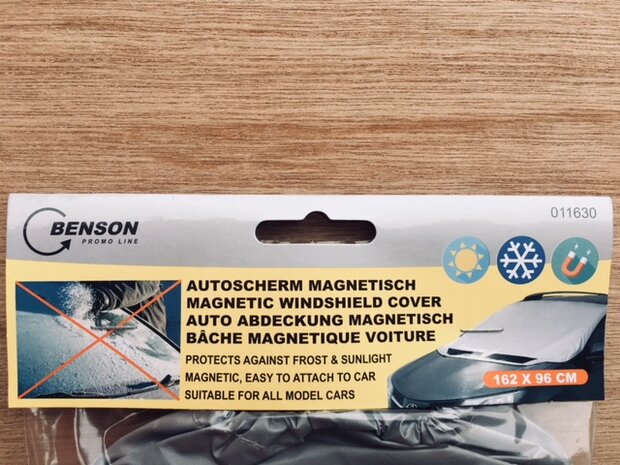 BENSON
PROMO LINE
011630
AUTOSCHERM MAGNETISCH
MAGNETIC WINDSHIELD COVER
AUTO ABDECKUNG MAGNETISCH
BÂCHE MAGNETIQUE VOITURE
PROTECTS AGAINST FROST & SUNLIGHT
MAGNETIC, EASY TO ATTACH TO CAR
SUITABLE FOR ALL MODEL CARS
162 X 96 CM